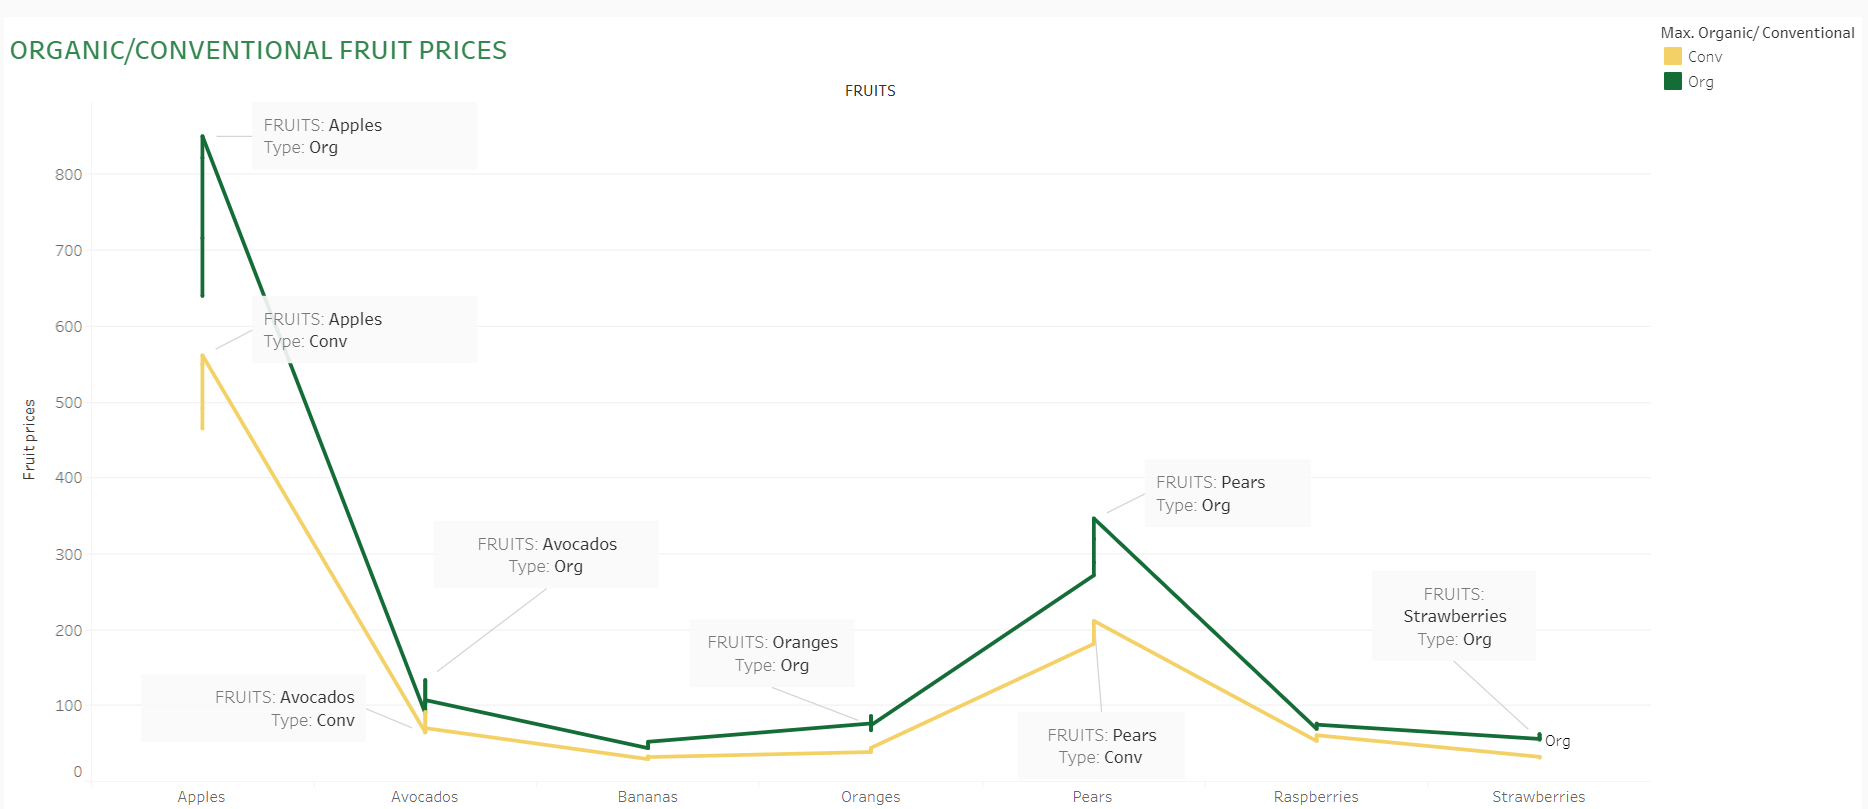 ORGANIC/CONVENTIONAL FRUIT PRICES
Max. Organic/ Conventional
Conv
Org
FRUITS
Fruit prices
800
700
600
500
400
300
200
100
0
FRUITS: Apples
Type: Org
FRUITS: Apples
Type: Conv
FRUITS: Avocados
Type: Org
FRUITS: Avocados
Type: Conv
FRUITS: Oranges
Type: Org
FRUITS: Pears
Type: Org
FRUITS: Pears
Type: Conv
FRUITS:
Strawberries
Type: Org
Org
Apples
Avocados
Bananas
Oranges
Pears
Raspberries
Strawberries